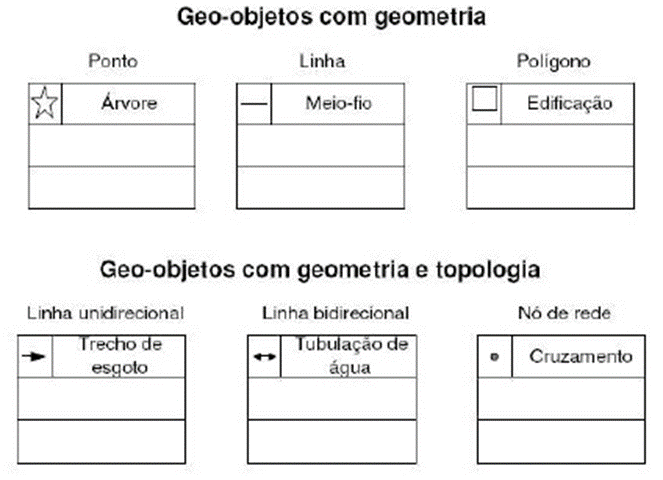 Geo-objetos com geometria
Ponto
Linha
Polígono
Árvore
Meio-fio
Edificação
Geo-objetos com geometria e topologia
Linha unidirecional
Linha bidirecional
Nó de rede
Trecho de
esgoto
Tubulação de
água
Cruzamento